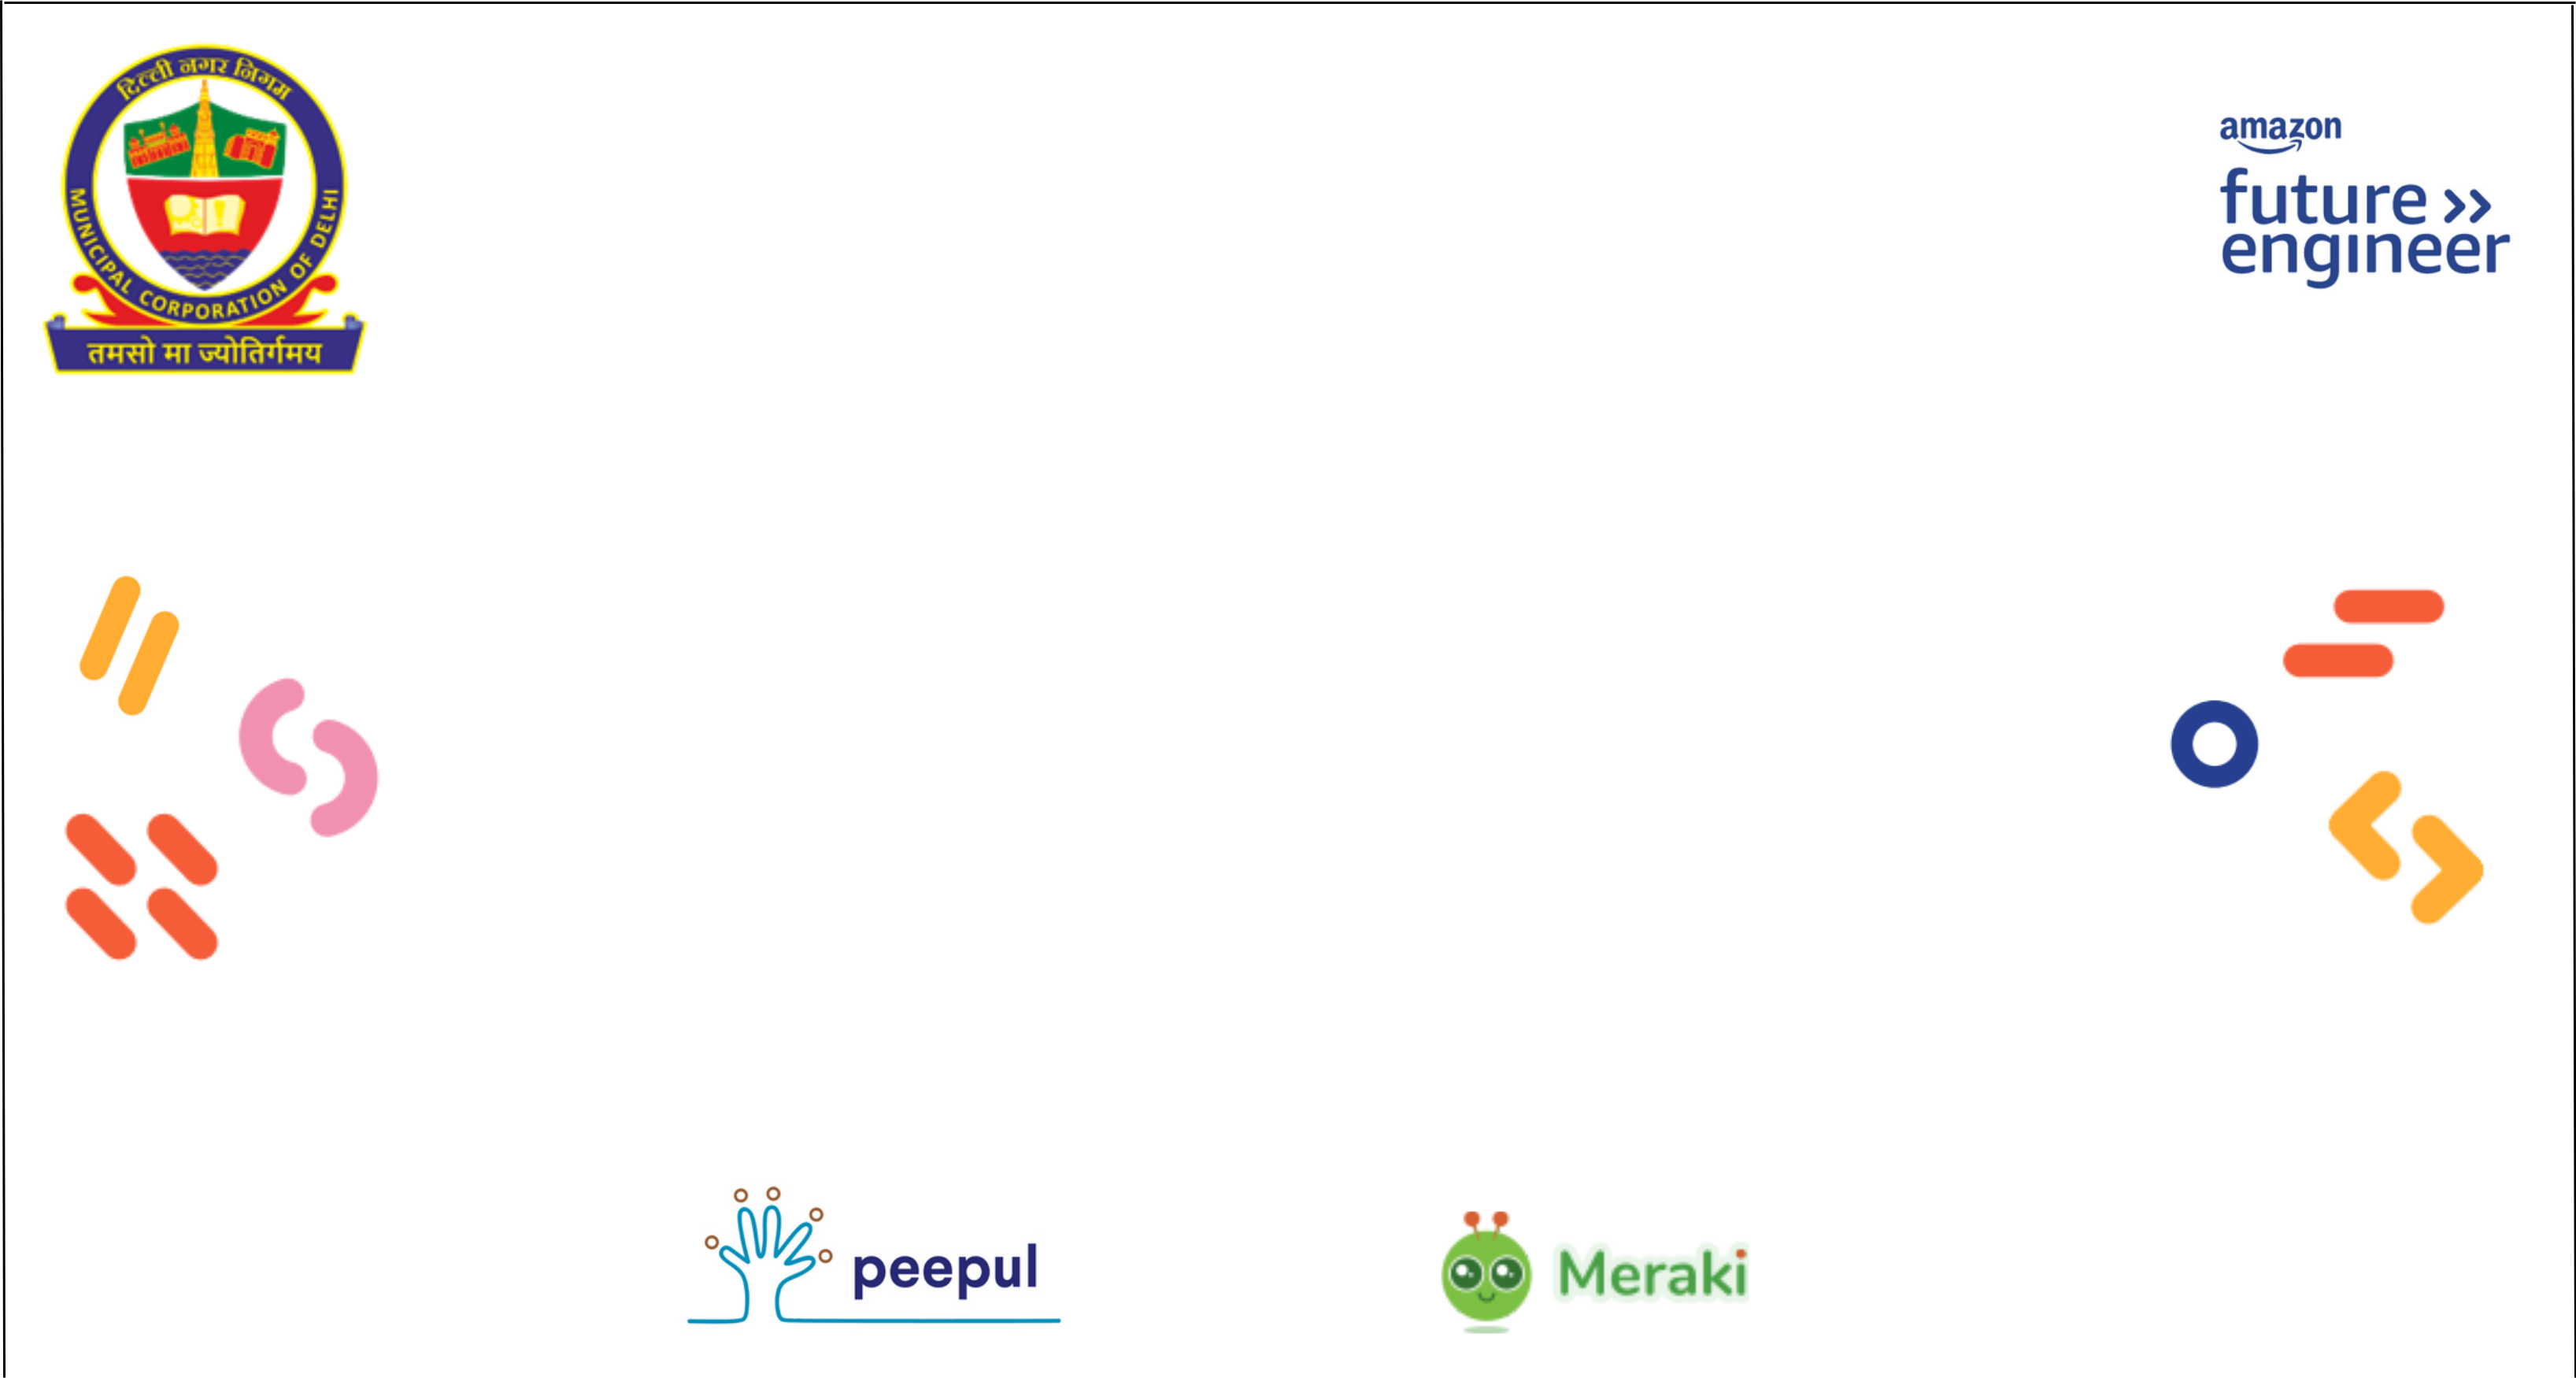 दिल्ली नगर निगम
MUNICIPAL CORPORATION OF DELHI
तमसो मा ज्योतिर्गमय
amazon
future
engineer
peepul
Meraki